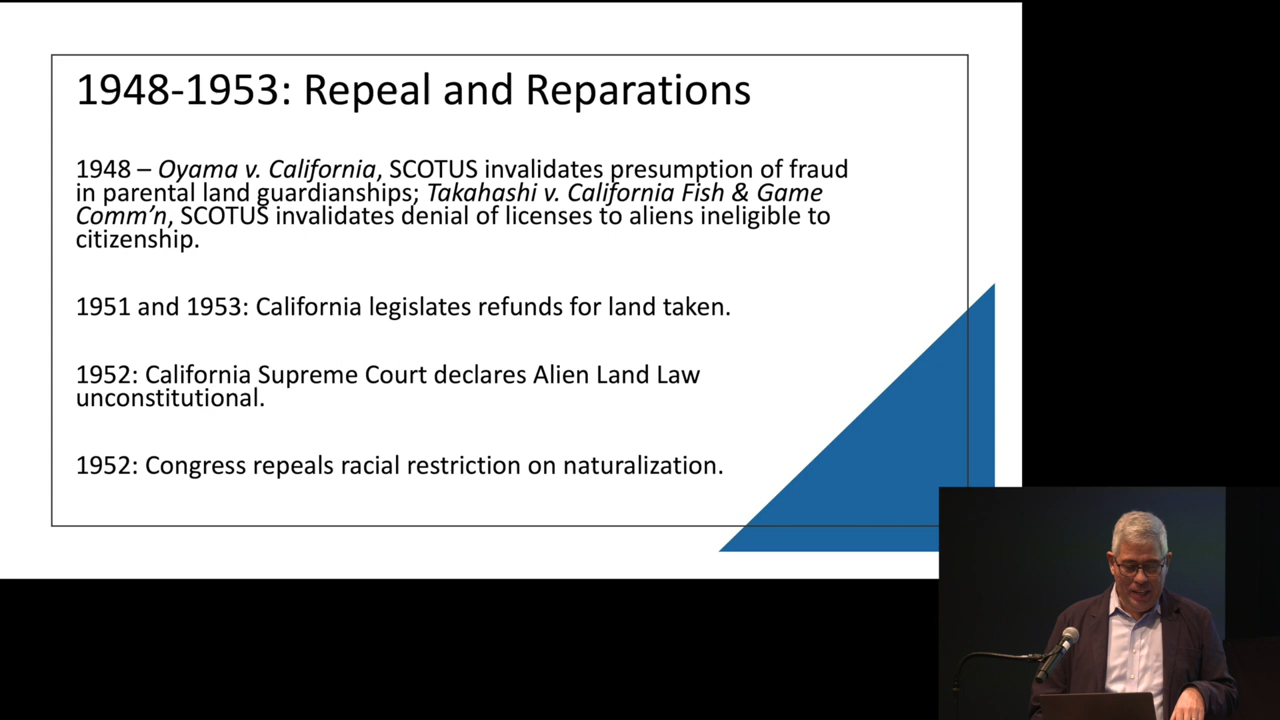 1948-1953: Repeal and Reparations
1948 – Oyama v. California, SCOTUS invalidates presumption of fraud
in parental land guardianships; Takahashi v. California Fish & Game
Comm’n, SCOTUS invalidates denial of licenses to aliens ineligible to
citizenship.
1951 and 1953: California legislates refunds for land taken.
1952: California Supreme Court declares Alien Land Law
unconstitutional.
1952: Congress repeals racial restriction on naturalization.